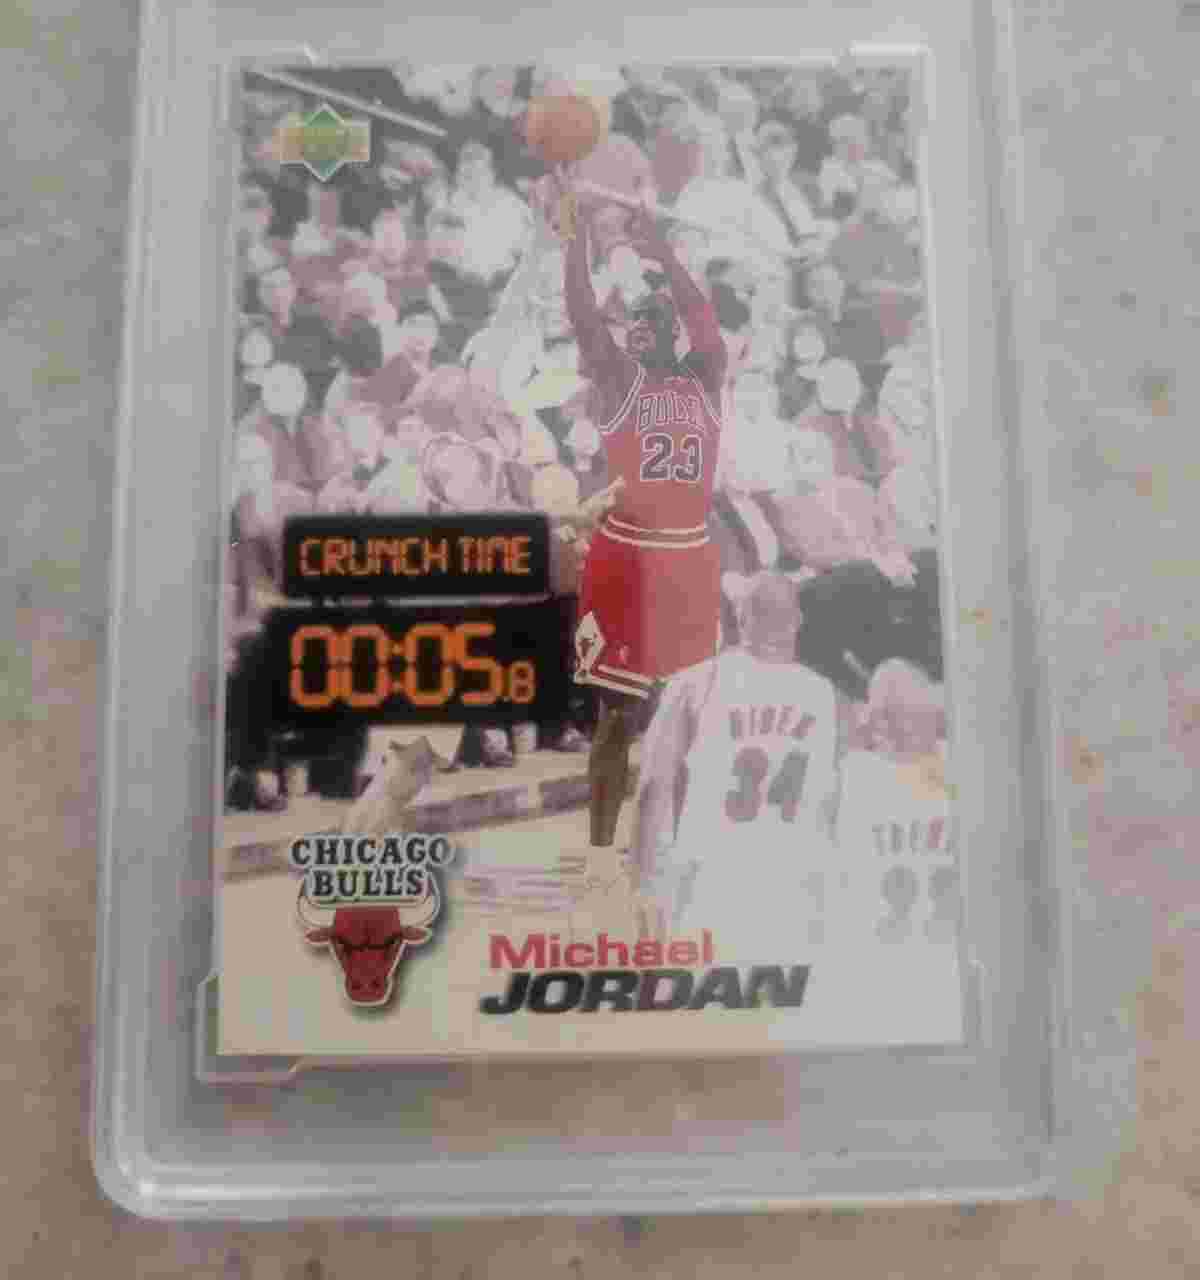 BULLS
23
CRUNCH TIME
00:05.8
RIDER
34
CHICAGO
BULLS
Michael
JORDAN